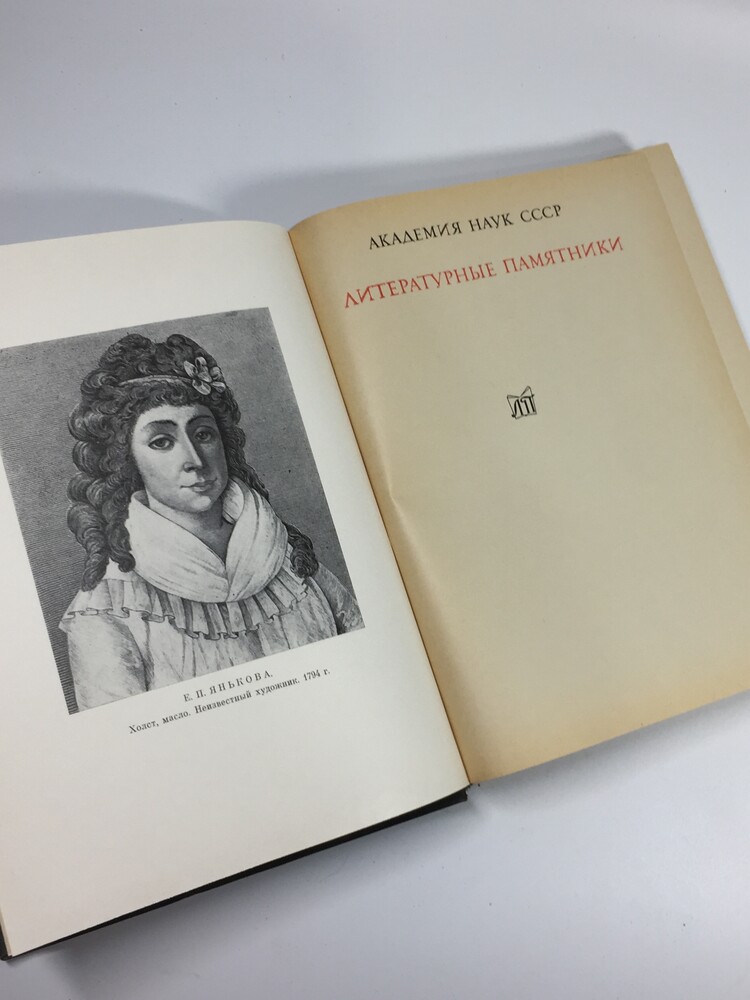 Е. П. ЯНЬКОВА.
Холст, масло. Неизвестный художник. 1794 г.
АКАДЕМИЯ НАУК СССР
ЛИТЕРАТУРНЫЕ ПАМЯТНИКИ
ЛП